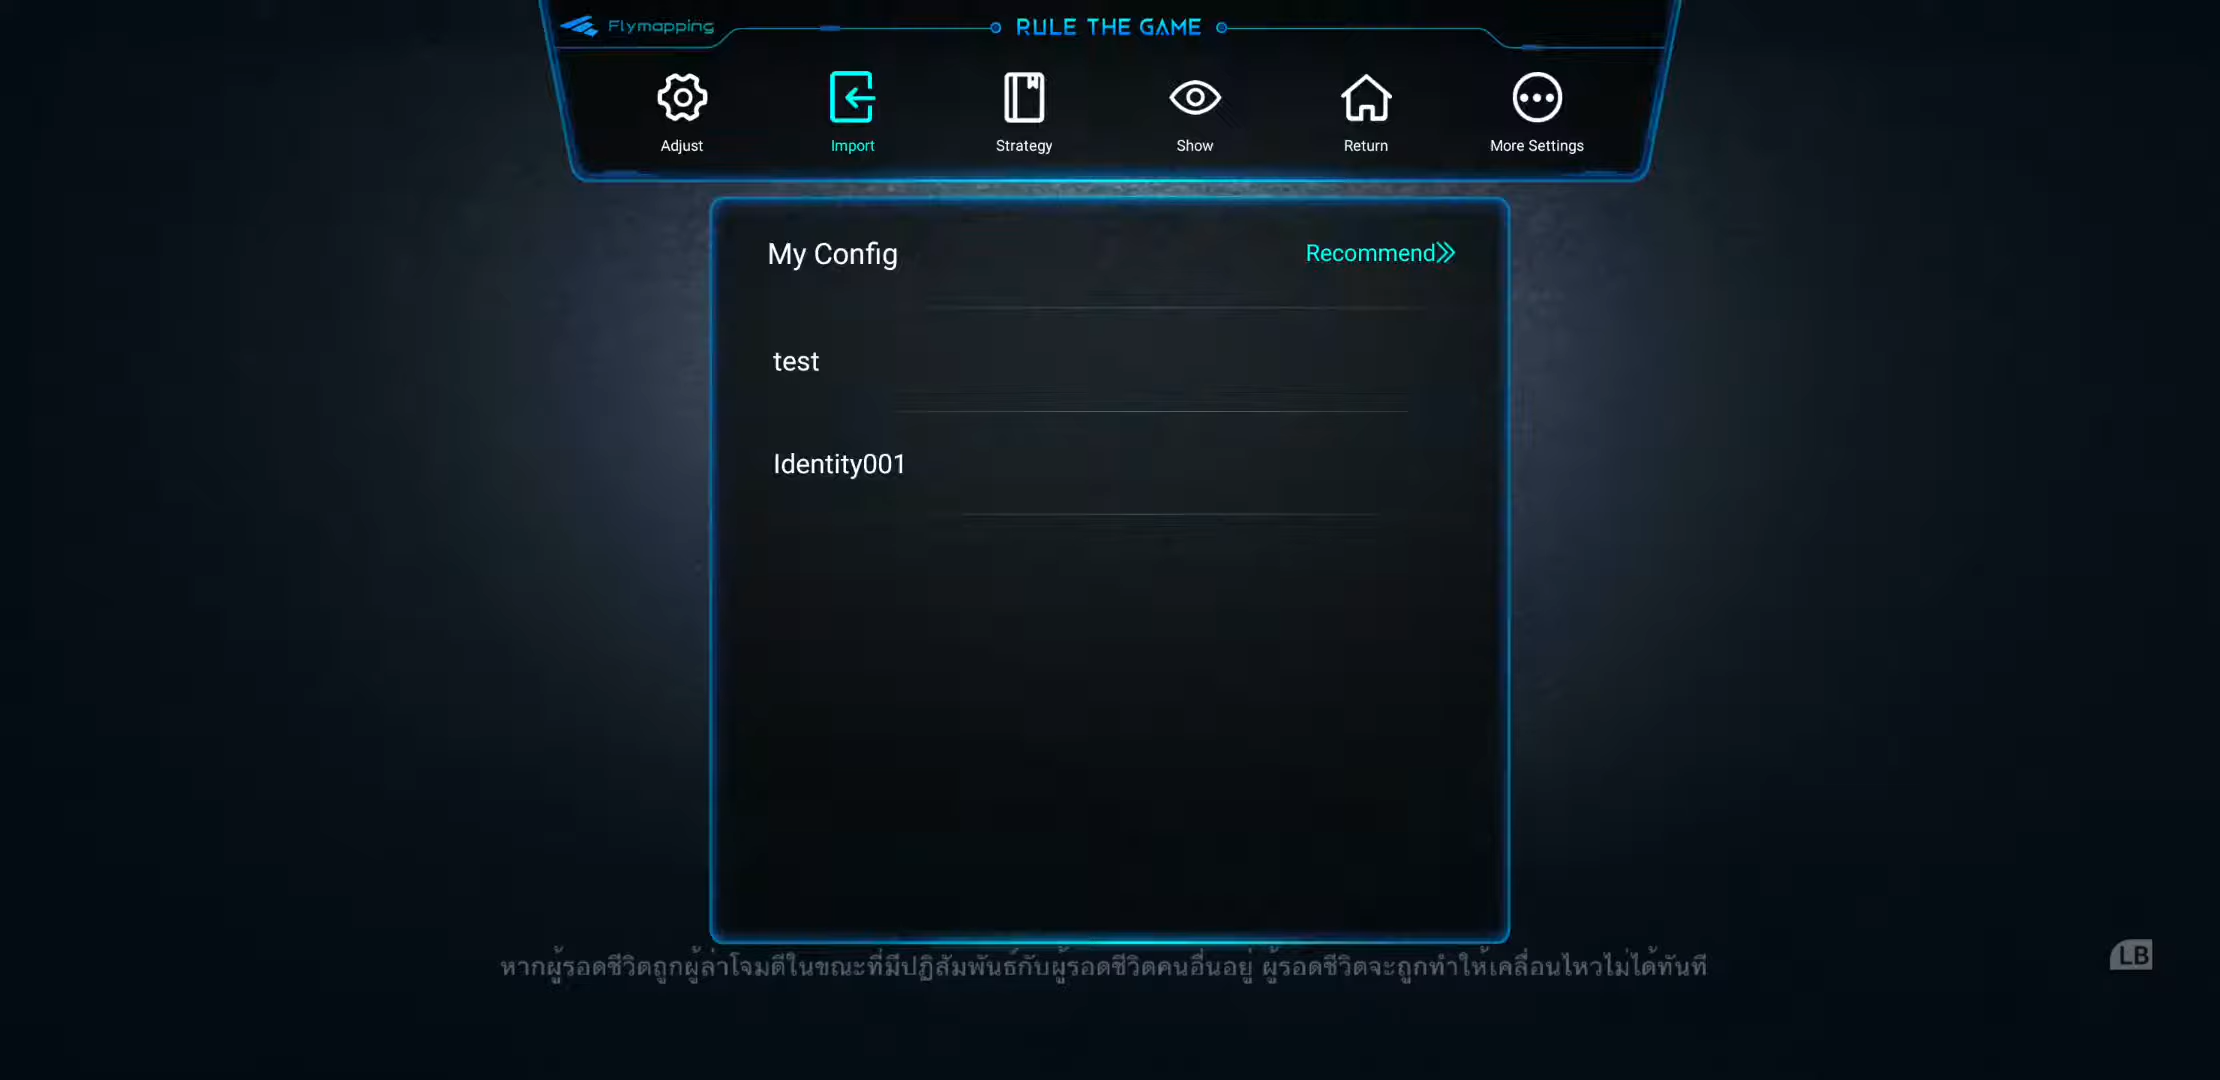 Flymapping
RULE THE GAME
Adjust
Import
Strategy
Show
Return
More Settings
My Config
Recommend
test
Identity001
หากผู้รอดชีวิตถูกผู้ล่าโจมตีในขณะที่มีปฏิสัมพันธ์กับผู้รอดชีวิตคนอื่นอยู่ ผู้รอดชีวิตจะถูกทำให้เคลื่อนไหวไม่ได้ทันที
LB